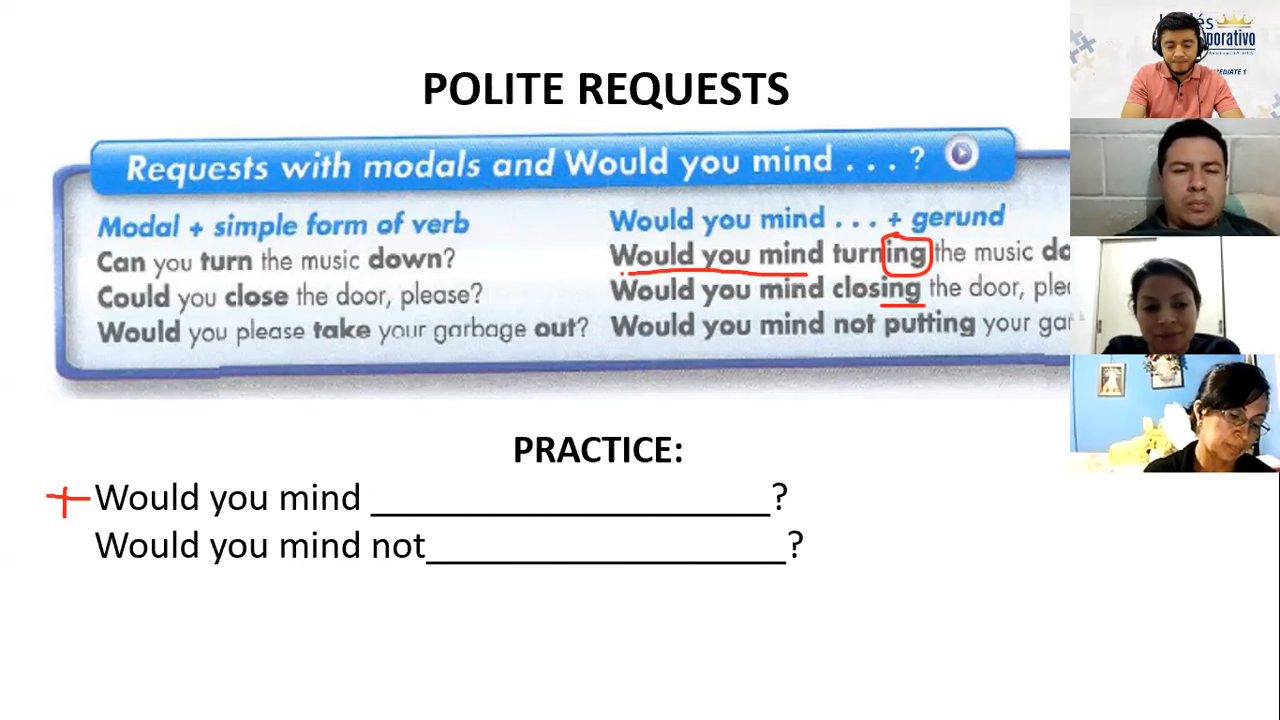 POLITE REQUESTS
Requests with modals and Would you mind . . . ?
Modal + simple form of verb
Can you turn the music down?
Could you close the door, please?
Would you please take your garbage out?
Would you mind . . . + gerund
Would you mind turning the music
Would you mind closing the door,
Would you mind not putting your
PRACTICE:
+ Would you mind ____________________?
Would you mind not__________________?